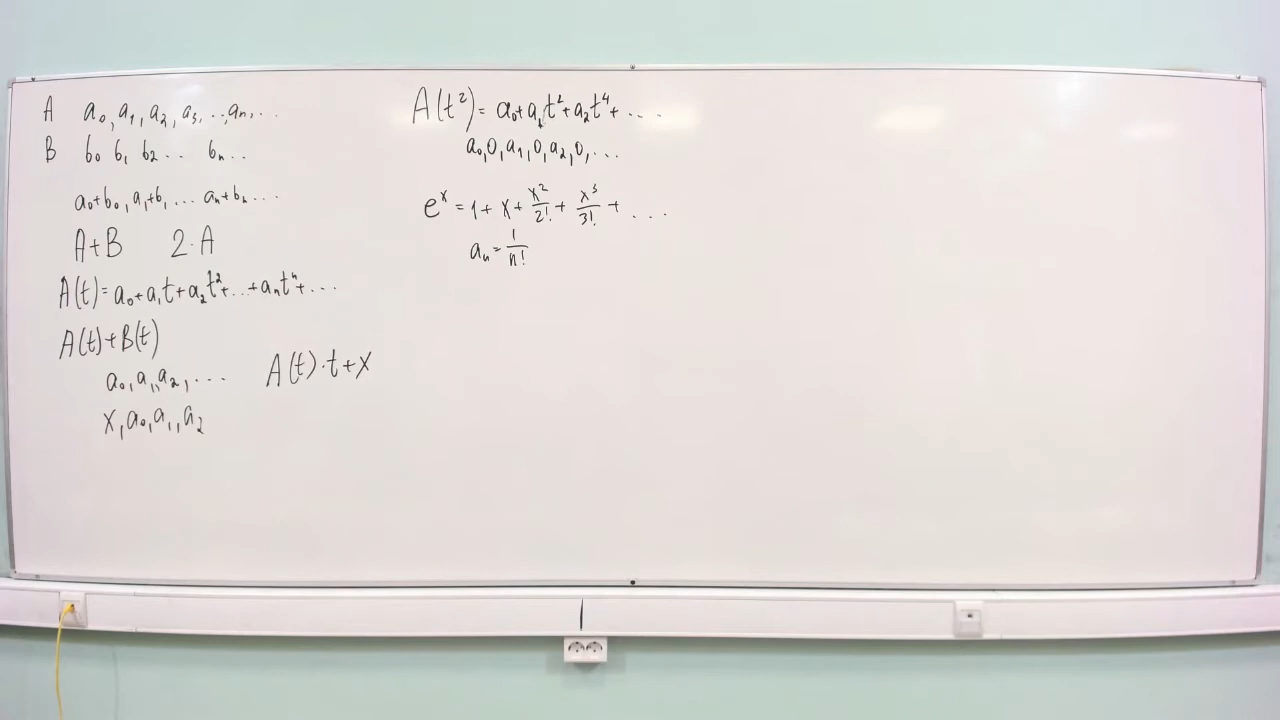 A a₀, a₁, a₂, a₃, ..., aₙ, ...
B b₀ b₁ b₂ ... bₙ ...
a₀+b₀, a₁+b₁ ... aₙ+bₙ ...
A+B 2·A
A(t)=a₀+a₁t+a₂t²+...+aₙtⁿ+...
A(t)+B(t)
a₀, a₁, a₂, ...
A(t)·t+x
x, a₀, a₁, a₂
A(t²)=a₀+a₁t²+a₂t⁴+...
a₀,0,a₁,0,a₂,0,...
eˣ=1+x+x²/2!+x³/3!+...
aₙ=1/n!